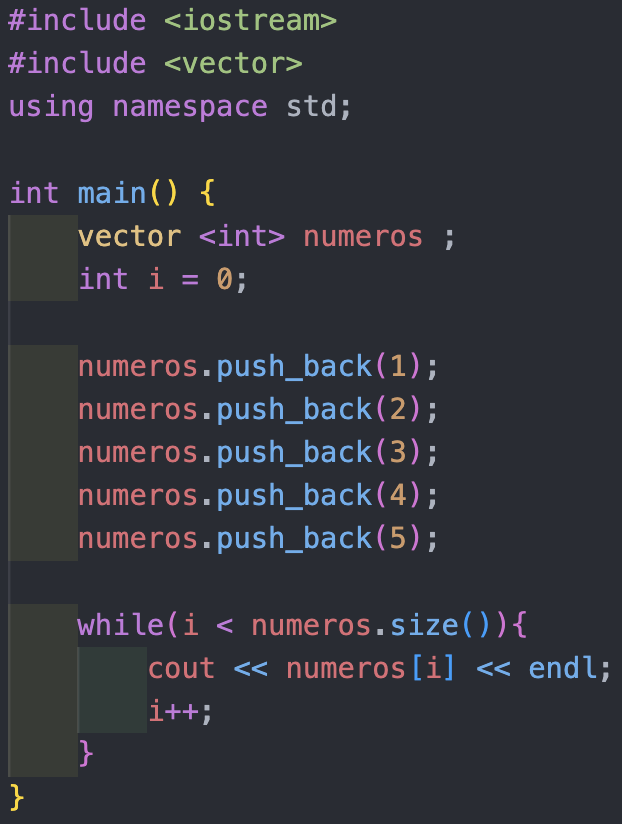 #include <iostream>
#include <vector>
using namespace std;
int main() {
vector <int> numeros ;
int i = 0;
numeros.push_back(1);
numeros.push_back(2);
numeros.push_back(3);
numeros.push_back(4);
numeros.push_back(5);
while(i < numeros.size()){
cout << numeros[i] << endl;
i++;
}
}